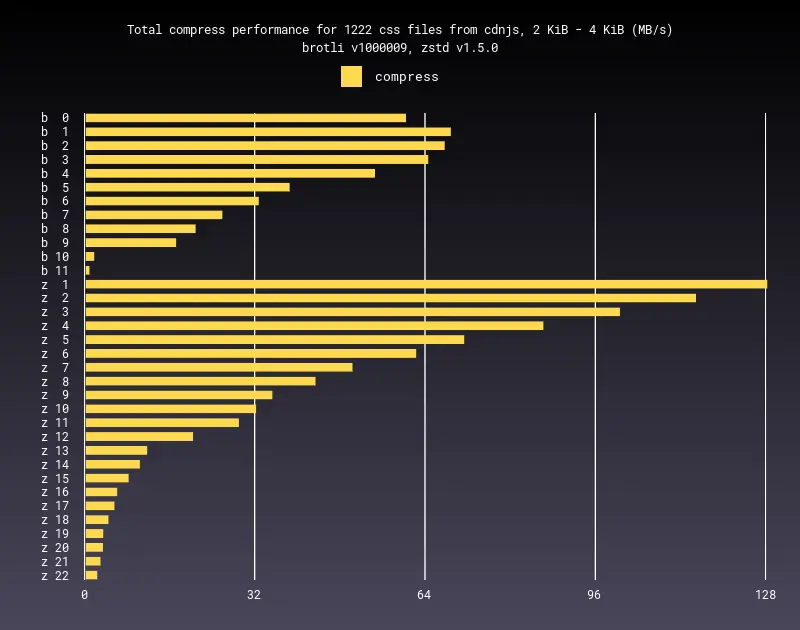 Total compress performance for 1222 css files from cdnjs, 2 KiB - 4 KiB (MB/s)
brotli v1000009, zstd v1.5.0
compress
b 0
b 1
b 2
b 3
b 4
b 5
b 6
b 7
b 8
b 9
b 10
b 11
z 1
z 2
z 3
z 4
z 5
z 6
z 7
z 8
z 9
z 10
z 11
z 12
z 13
z 14
z 15
z 16
z 17
z 18
z 19
z 20
z 21
z 22
0 32 64 96 128